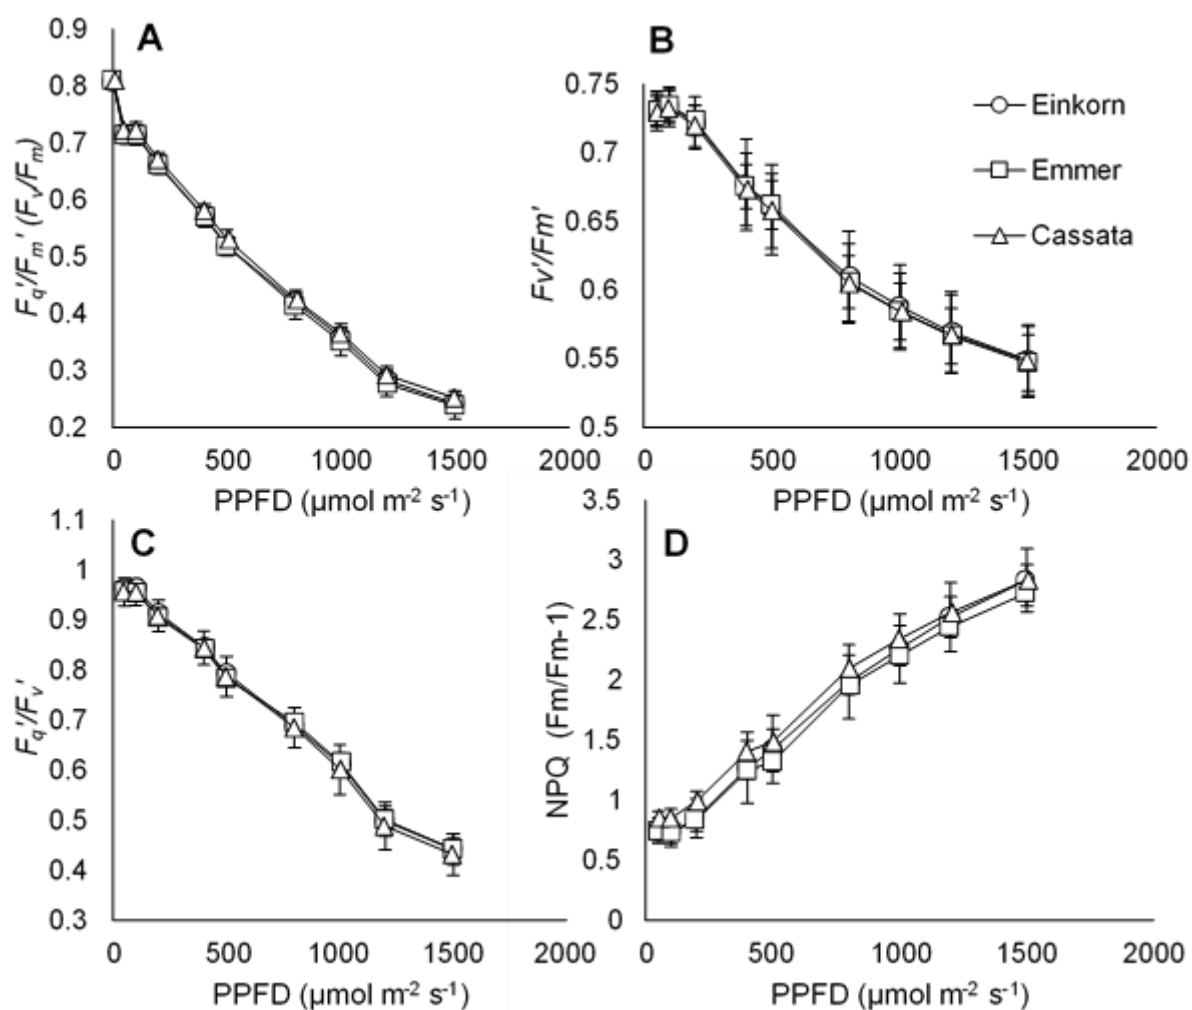 A
0.9
0.8
0.7
0.6
0.5
0.4
0.3
0.2
Fq'/Fm' (Fv/Fm)
0 500 1000 1500 2000
PPFD (µmol m-2 s-1)
B
0.75
0.7
0.65
0.6
0.55
0.5
Fv'/Fm'
Einkorn
Emmer
Cassata
0 500 1000 1500 2000
PPFD (µmol m-2 s-1)
C
1.1
1
0.9
0.8
0.7
0.6
0.5
0.4
0.3
Fq'/Fv'
0 500 1000 1500 2000
PPFD (µmol m-2 s-1)
D
3.5
3
2.5
2
1.5
1
0.5
0
NPQ (Fm/Fm-1)
0 500 1000 1500 2000
PPFD (µmol m-2 s-1)